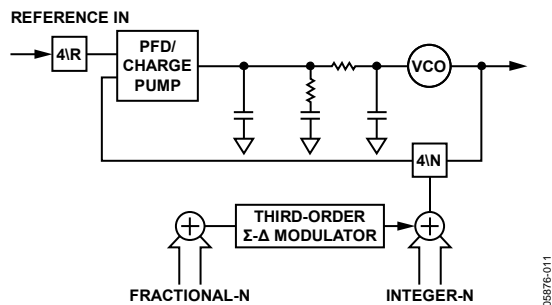 REFERENCE IN
4\R
PFD/
CHARGE
PUMP
VCO
4\N
THIRD-ORDER
Σ-Δ MODULATOR
FRACTIONAL-N
INTEGER-N
05876-011